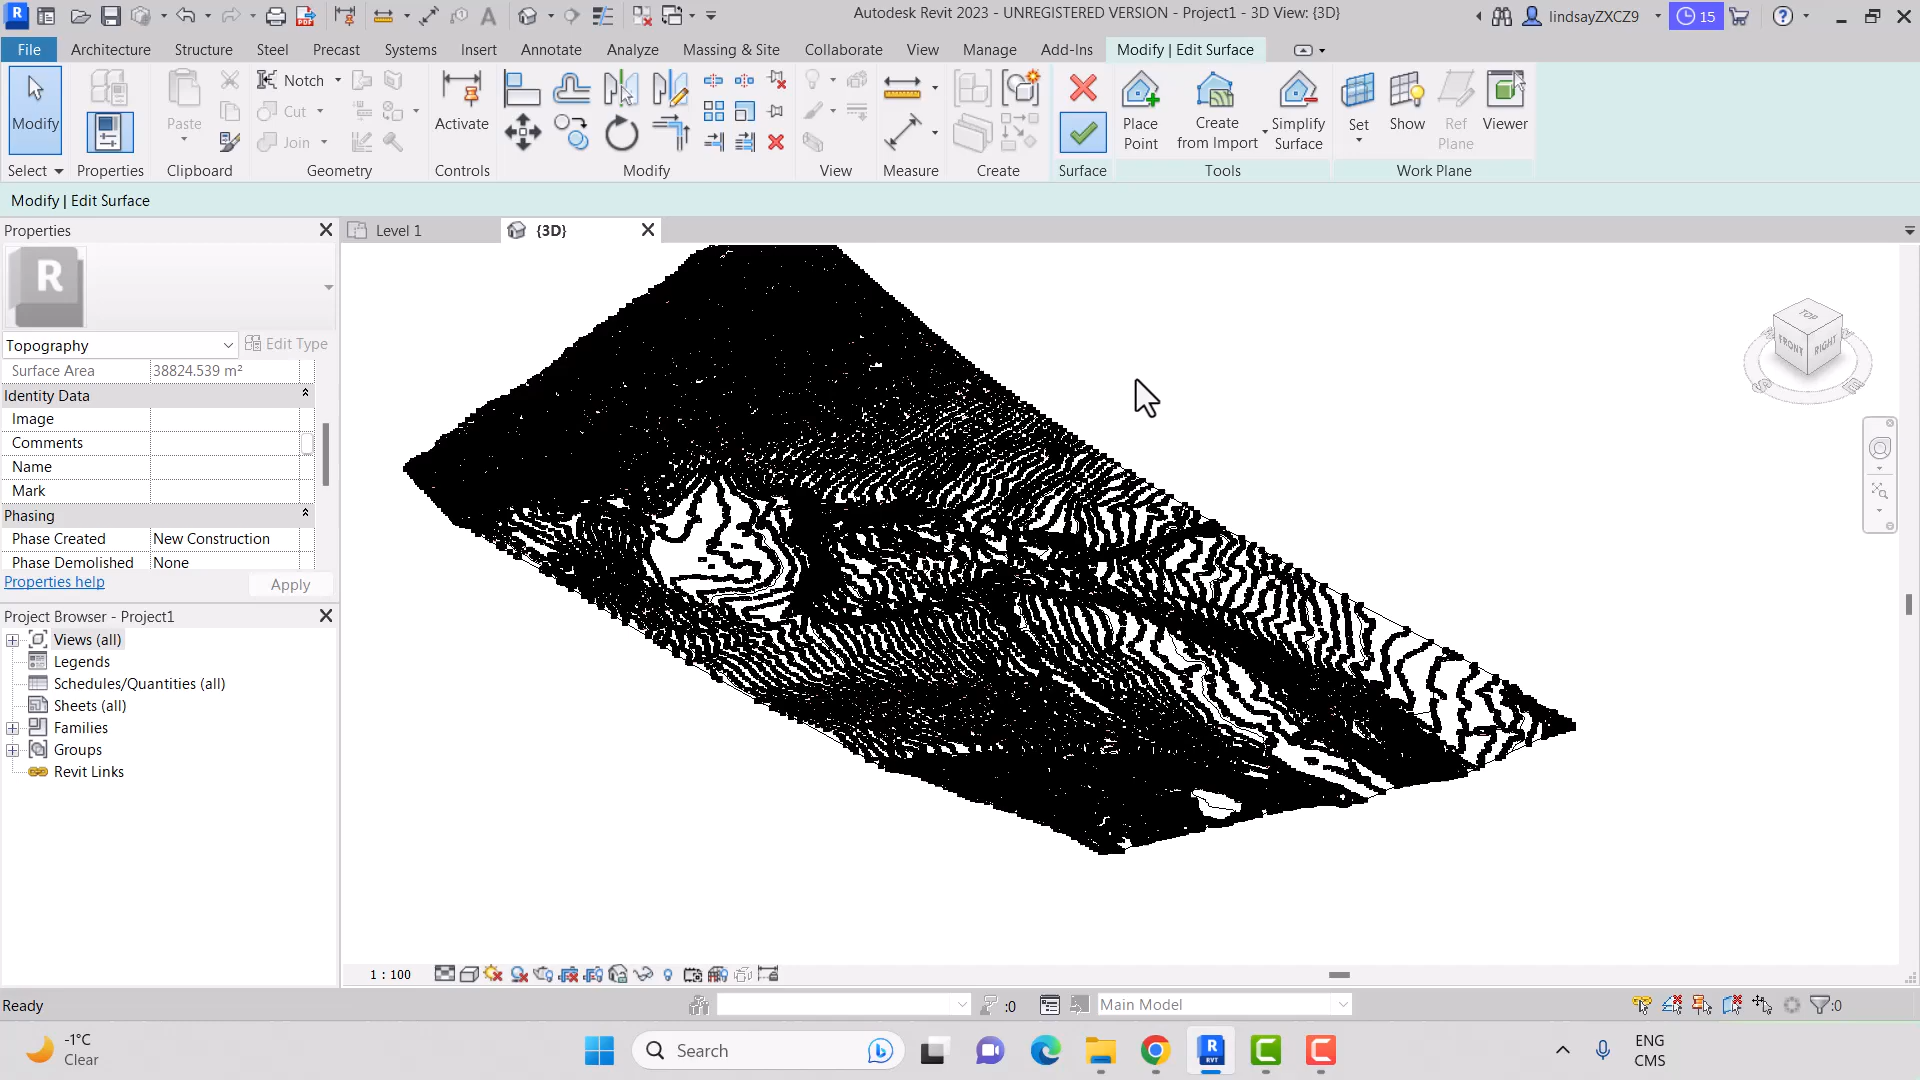 Autodesk Revit 2023 - UNREGISTERED VERSION - Project1 - 3D View: {3D}
lindsayZXCZ9
15
File Architecture Structure Steel Precast Systems Insert Annotate Analyze Massing & Site Collaborate View Manage Add-Ins Modify | Edit Surface
Modify
Paste
Notch
Cut
Join
Activate
Place Point
Create from Import
Simplify Surface
Set
Show
Ref Plane
Viewer
Select Properties Clipboard Geometry Controls Modify View Measure Create Surface Tools Work Plane
Modify | Edit Surface
Properties
Level 1
{3D}
R
Topography
Edit Type
Surface Area 38824.539 m²
Identity Data
Image
Comments
Name
Mark
Phasing
Phase Created New Construction
Phase Demolished None
Properties help
Apply
Project Browser - Project1
Views (all)
Legends
Schedules/Quantities (all)
Sheets (all)
Families
Groups
Revit Links
TOP
FRONT
RIGHT
1 : 100
Ready
:0
Main Model
:0
-1°C
Clear
Search
ENG
CMS